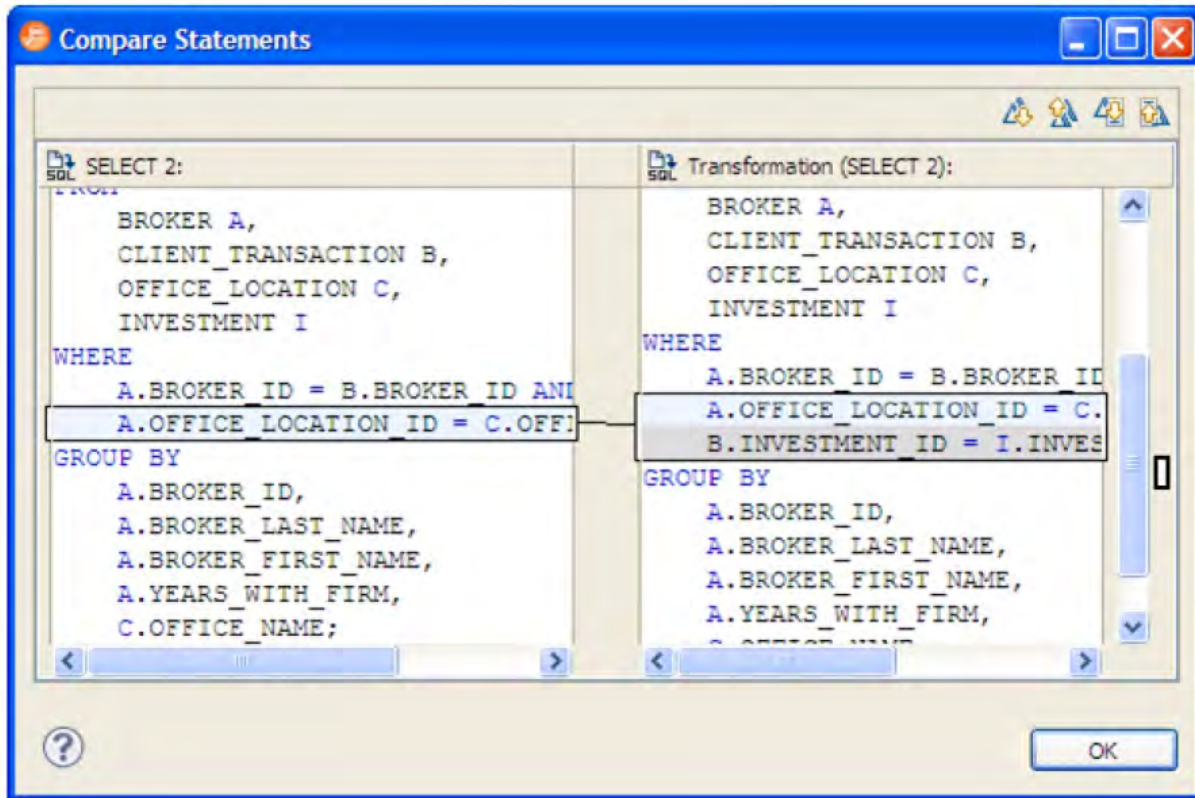 Compare Statements
SELECT 2:
BROKER A,
CLIENT_TRANSACTION B,
OFFICE_LOCATION C,
INVESTMENT I
WHERE
A.BROKER_ID = B.BROKER_ID AND
A.OFFICE_LOCATION_ID = C.OFFI
GROUP BY
A.BROKER_ID,
A.BROKER_LAST_NAME,
A.BROKER_FIRST_NAME,
A.YEARS_WITH_FIRM,
C.OFFICE_NAME;
Transformation (SELECT 2):
BROKER A,
CLIENT_TRANSACTION B,
OFFICE_LOCATION C,
INVESTMENT I
WHERE
A.BROKER_ID = B.BROKER_ID
A.OFFICE_LOCATION_ID = C.
B.INVESTMENT_ID = I.INVES
GROUP BY
A.BROKER_ID,
A.BROKER_LAST_NAME,
A.BROKER_FIRST_NAME,
A.YEARS_WITH_FIRM,
OK